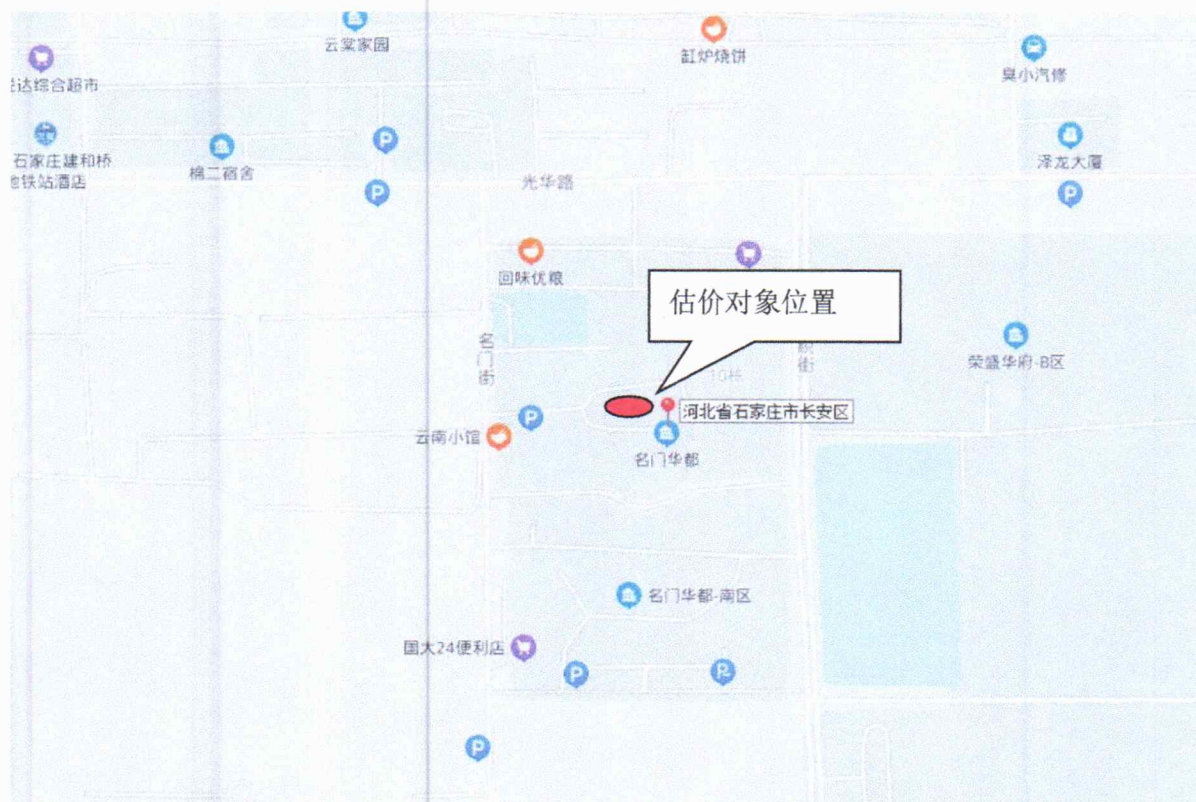 云棠家园
缸炉烧饼
臭小汽修
达综合超市
石家庄建和桥
地铁站酒店
棉二宿舍
P
P
光华路
泽龙大厦
P
回味优粮
估价对象位置
名门街
街
荣盛华府-B区
10栋
河北省石家庄市长安区
P
云南小馆
名门华都
名门华都-南区
国大24便利店
P
P
P